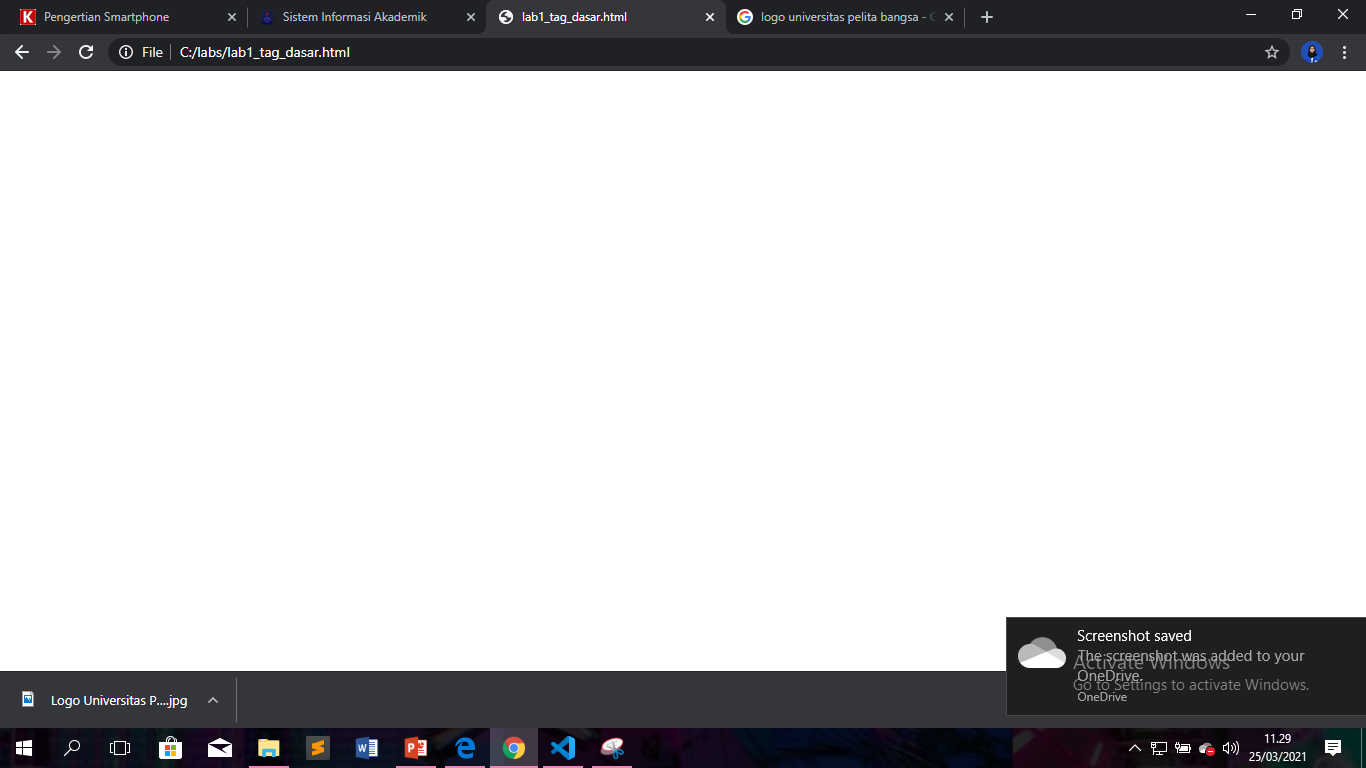 K Pengertian Smartphone
Sistem Informasi Akademik
lab1_tag_dasar.html
logo universitas pelita bangsa - G
File
C:/labs/lab1_tag_dasar.html
Screenshot saved
The screenshot was added to your
OneDrive.
OneDrive
Activate Windows
Go to Settings to activate Windows.
Logo Universitas P....jpg
11.29
25/03/2021